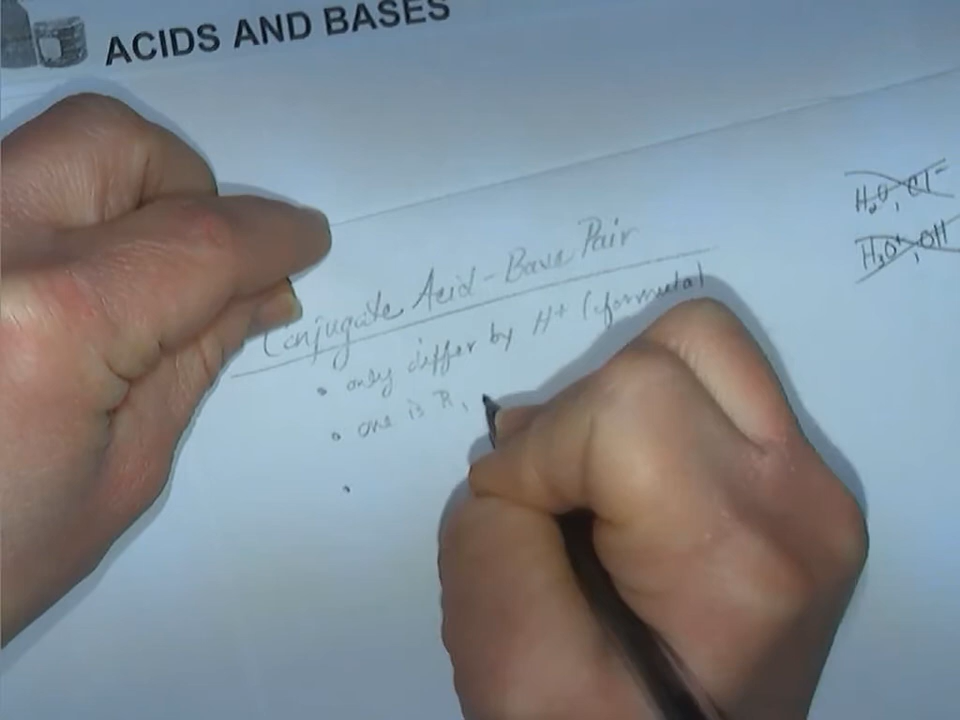 ACIDS AND BASES
H₂O, Cl⁻
H₃O⁺, OH
Conjugate Acid-Base Pair
• only differ by H+ (formula)
• one is R,
•